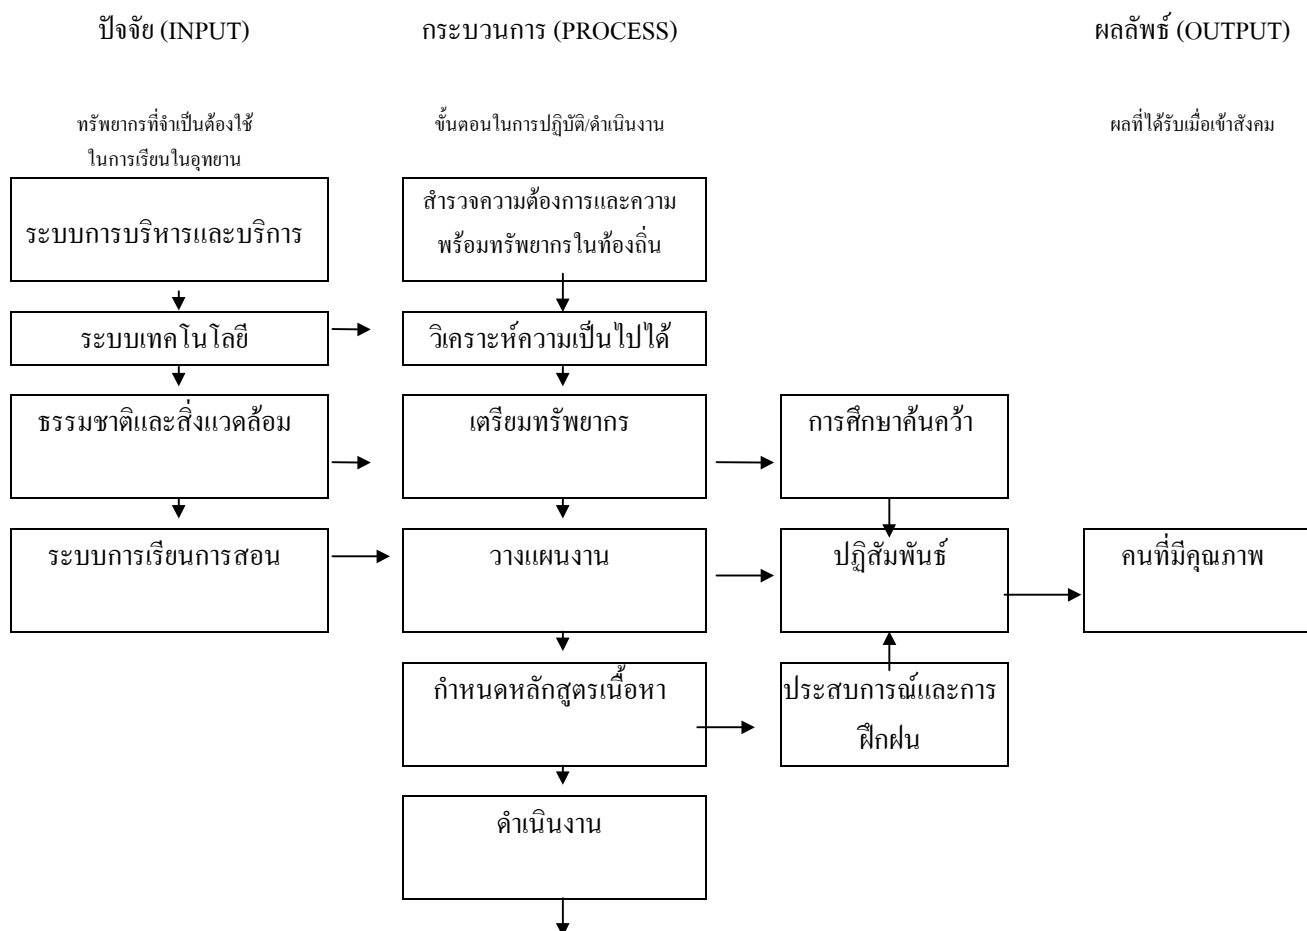 ปัจจัย (INPUT)
กระบวนการ (PROCESS)
ผลลัพธ์ (OUTPUT)
ทรัพยากรที่จำเป็นต้องใช้
ในการเรียนในอุทยาน
ขั้นตอนในการปฏิบัติ/ดำเนินงาน
ผลที่ได้รับเมื่อเข้าสังคม
ระบบการบริหารและบริการ
สำรวจความต้องการและความ
พร้อมทรัพยากรในท้องถิ่น
ระบบเทคโนโลยี
วิเคราะห์ความเป็นไปได้
ธรรมชาติและสิ่งแวดล้อม
เตรียมทรัพยากร
การศึกษาค้นคว้า
ระบบการเรียนการสอน
วางแผนงาน
ปฏิสัมพันธ์
คนที่มีคุณภาพ
กำหนดหลักสูตรเนื้อหา
ประสบการณ์และการ
ฝึกฝน
ดำเนินงาน